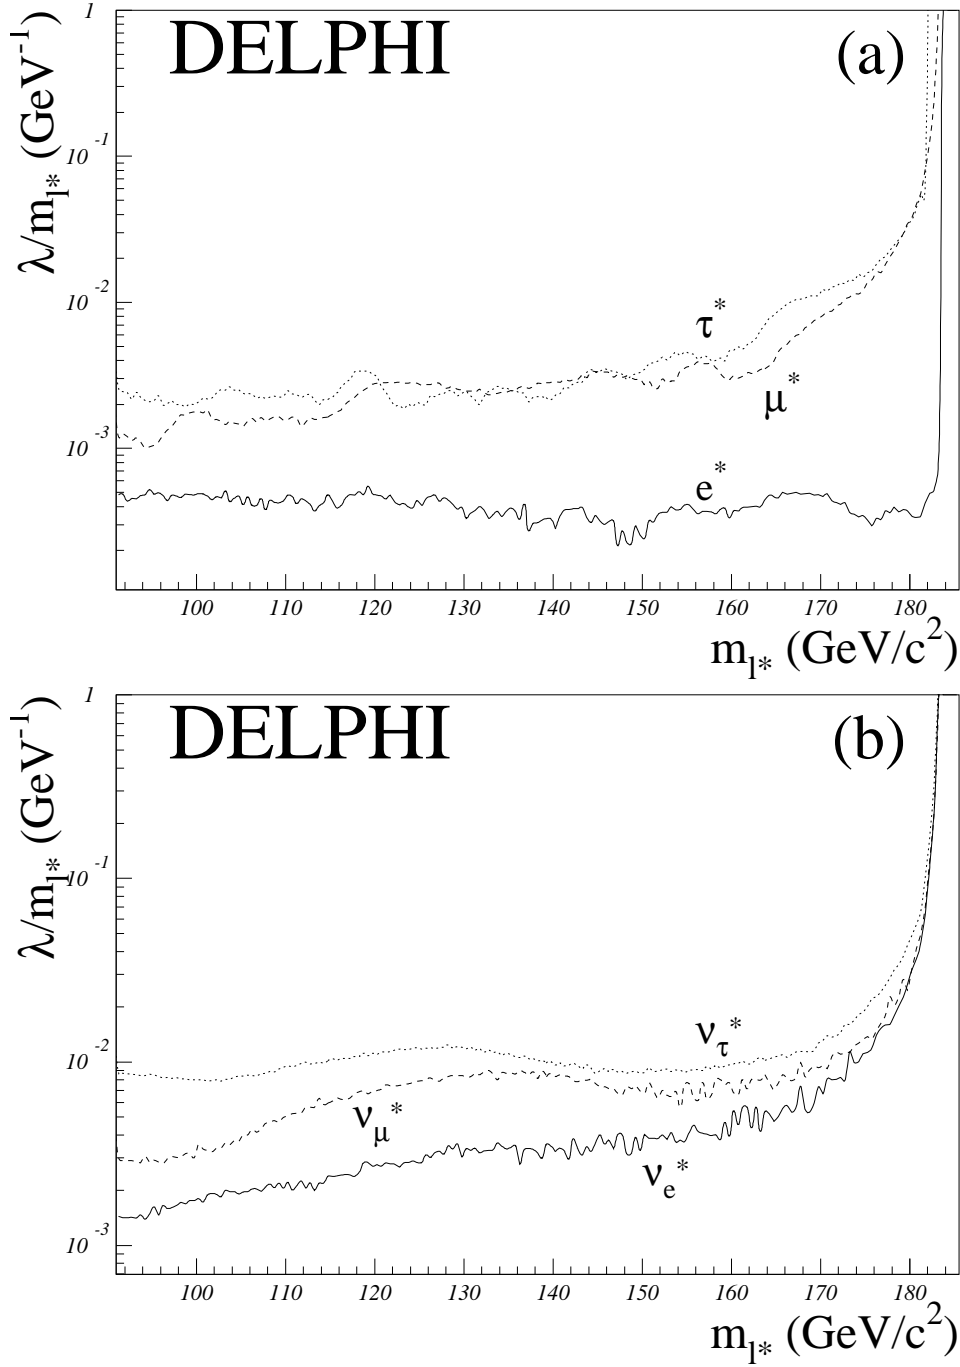 DELPHI
(a)
λ/m_l* (GeV^-1)
1
10^-1
10^-2
10^-3
τ*
μ*
e*
100 110 120 130 140 150 160 170 180
m_l* (GeV/c^2)
DELPHI
(b)
λ/m_l* (GeV^-1)
1
10^-1
10^-2
10^-3
ν_τ*
ν_μ*
ν_e*
100 110 120 130 140 150 160 170 180
m_l* (GeV/c^2)